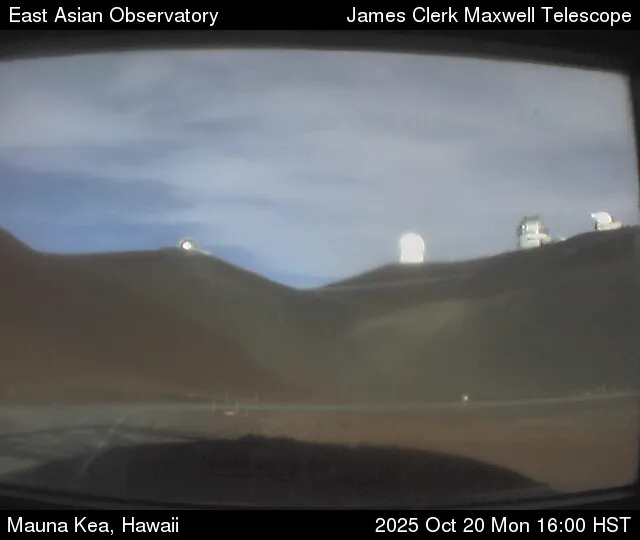 East Asian Observatory
James Clerk Maxwell Telescope
Mauna Kea, Hawaii
2025 Oct 20 Mon 16:00 HST